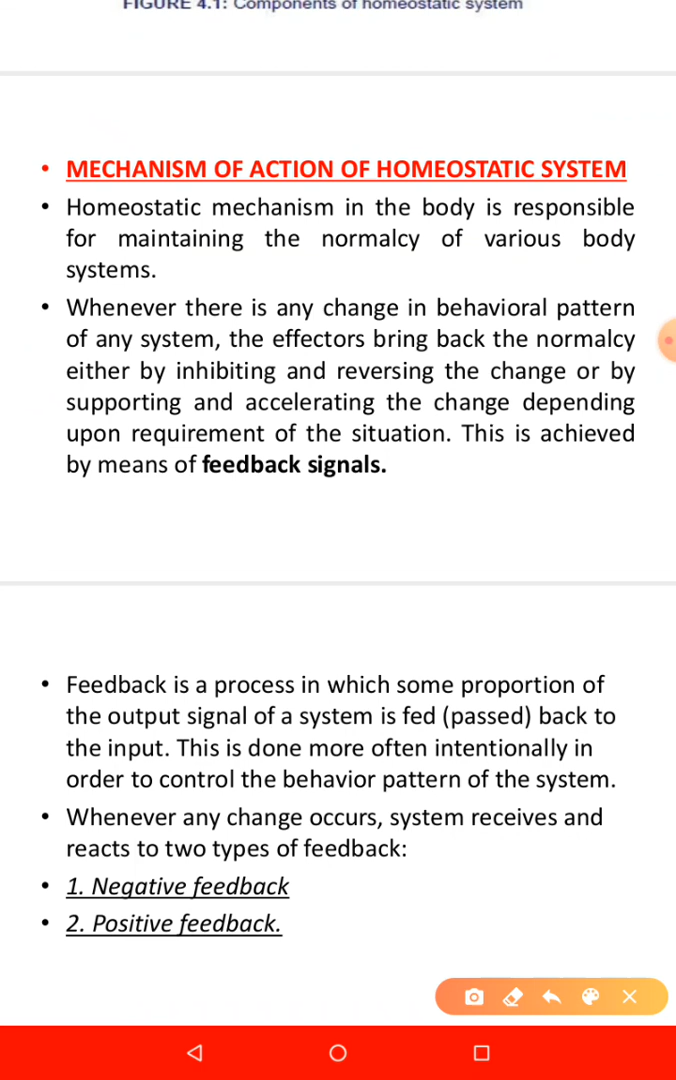 FIGURE 4.1: Components of homeostatic system
• MECHANISM OF ACTION OF HOMEOSTATIC SYSTEM
• Homeostatic mechanism in the body is responsible
for maintaining the normalcy of various body
systems.
• Whenever there is any change in behavioral pattern
of any system, the effectors bring back the normalcy
either by inhibiting and reversing the change or by
supporting and accelerating the change depending
upon requirement of the situation. This is achieved
by means of feedback signals.
• Feedback is a process in which some proportion of
the output signal of a system is fed (passed) back to
the input. This is done more often intentionally in
order to control the behavior pattern of the system.
• Whenever any change occurs, system receives and
reacts to two types of feedback:
• 1. Negative feedback
• 2. Positive feedback.